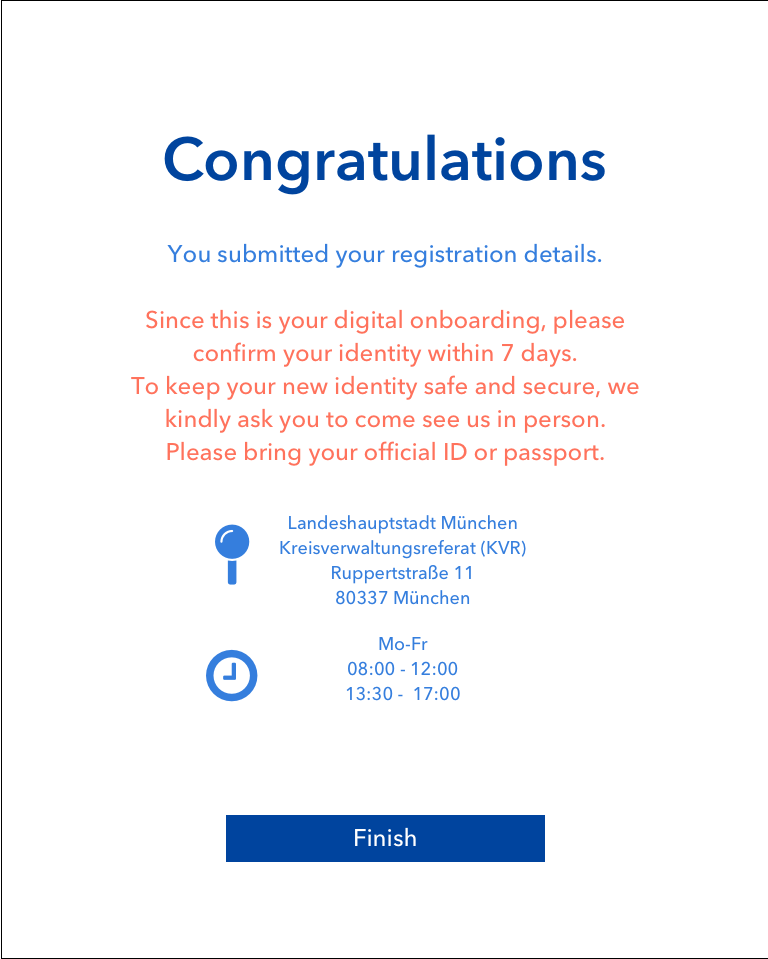 Congratulations
You submitted your registration details.
Since this is your digital onboarding, please
confirm your identity within 7 days.
To keep your new identity safe and secure, we
kindly ask you to come see us in person.
Please bring your official ID or passport.
Landeshauptstadt München
Kreisverwaltungsreferat (KVR)
Ruppertstraße 11
80337 München
Mo-Fr
08:00 - 12:00
13:30 -  17:00
Finish